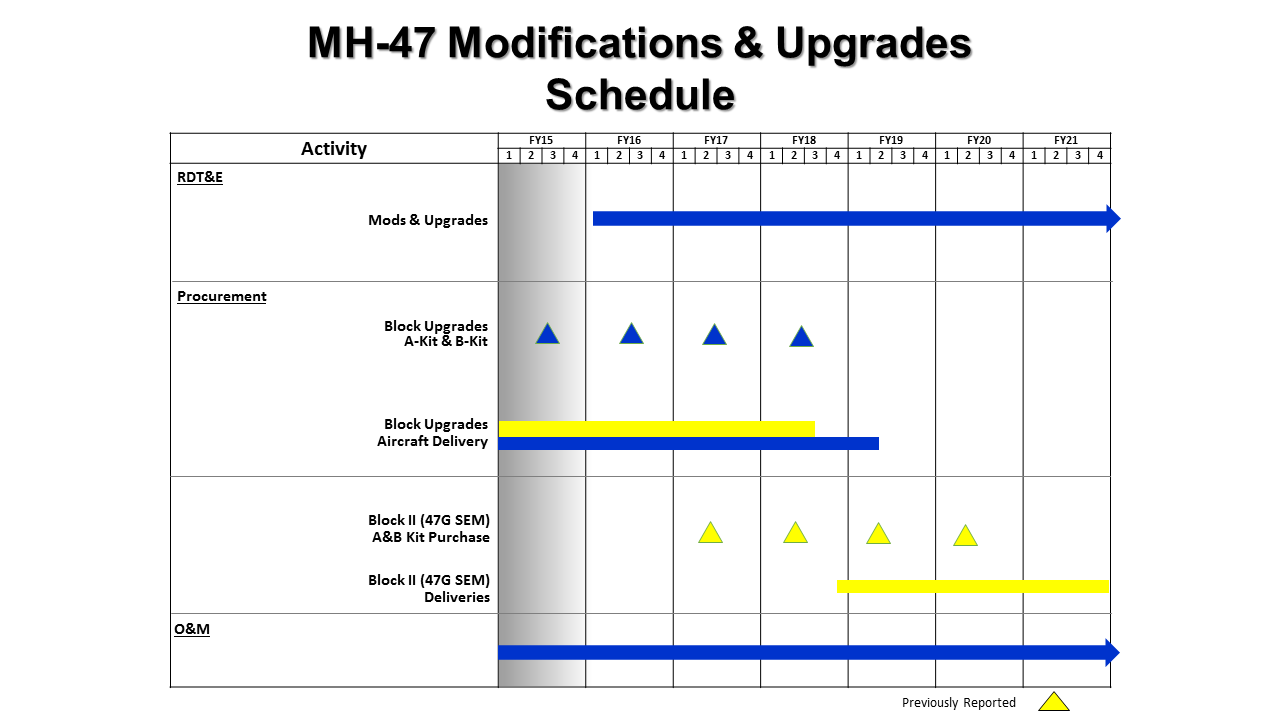 MH-47 Modifications & Upgrades
Schedule
Activity
FY15 FY16 FY17 FY18 FY19 FY20 FY21
1 2 3 4 1 2 3 4 1 2 3 4 1 2 3 4 1 2 3 4 1 2 3 4 1 2 3 4
RDT&E
Mods & Upgrades
Procurement
Block Upgrades
A-Kit & B-Kit
Block Upgrades
Aircraft Delivery
Block II (47G SEM)
A&B Kit Purchase
Block II (47G SEM)
Deliveries
O&M
Previously Reported